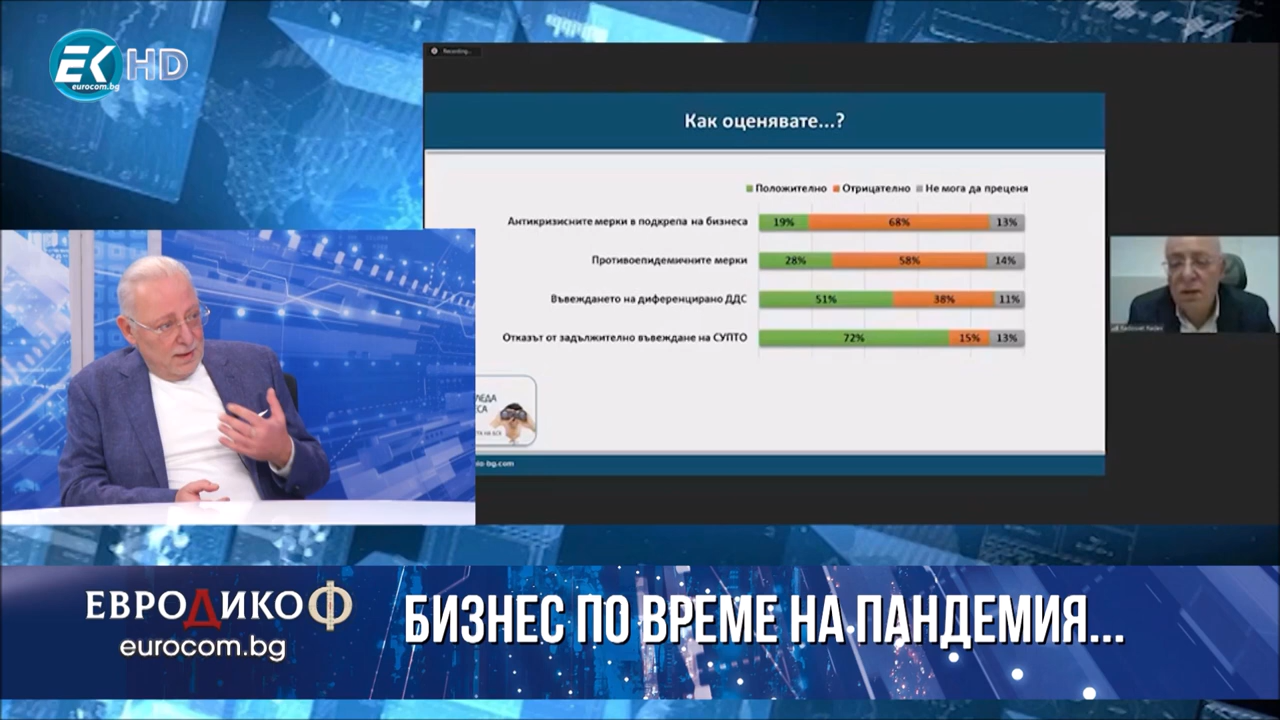 EK HD
eurocom.bg
Recording...
Как оценявате...?
Положително Отрицателно Не мога да преценя
Антикризисните мерки в подкрепа на бизнеса 19% 68% 13%
Противоепидемичните мерки 28% 58% 14%
Въвеждането на диференцирано ДДС 51% 38% 11%
Отказът от задължително въвеждане на СУПТО 72% 15% 13%
ЕвроДикоФ
eurocom.bg
БИЗНЕС ПО ВРЕМЕ НА ПАНДЕМИЯ...